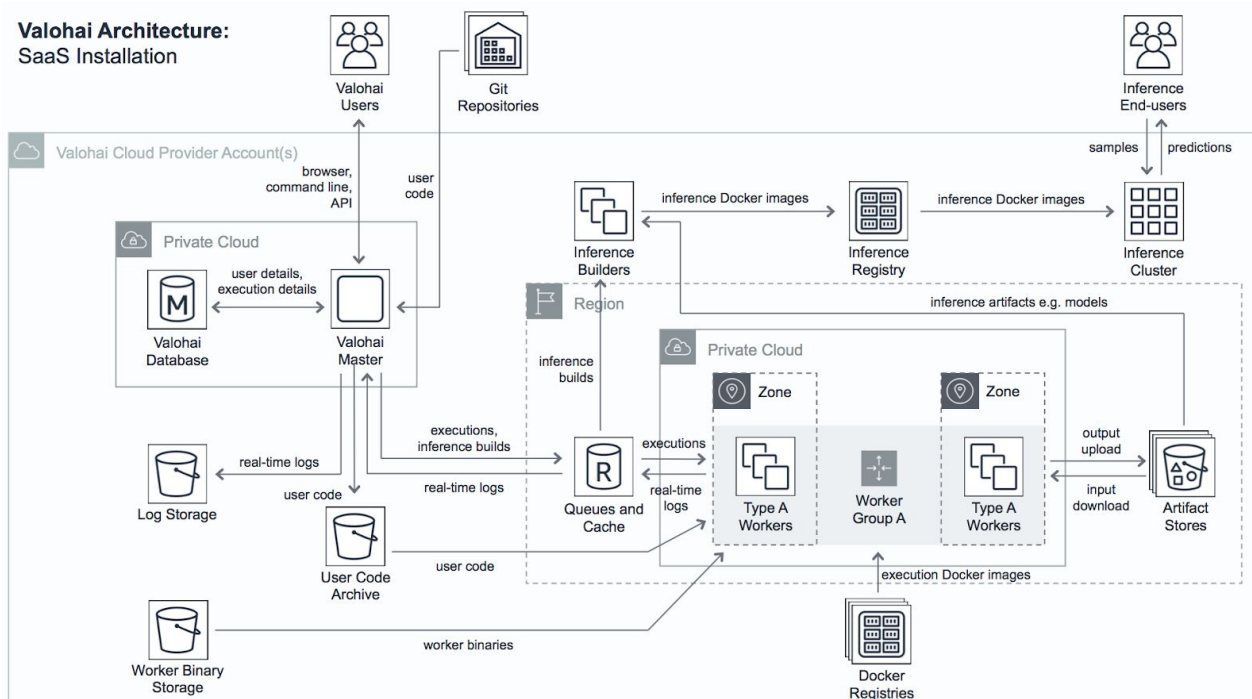 Valohai Architecture:
SaaS Installation
Valohai
Users
Git
Repositories
Inference
End-users
Valohai Cloud Provider Account(s)
browser,
command line,
API
user
code
samples
predictions
Private Cloud
user details,
execution details
M
Valohai
Database
Valohai
Master
Inference
Builders
inference Docker images
Inference
Registry
inference Docker images
Inference
Cluster
Region
inference artifacts e.g. models
inference
builds
Private Cloud
Zone
Zone
executions,
inference builds
real-time logs
real-time logs
Log Storage
user code
User Code
Archive
R
Queues and
Cache
executions
real-time
logs
Type A
Workers
Worker
Group A
Type A
Workers
output
upload
input
download
Artifact
Stores
user code
execution Docker images
Worker Binary
Storage
worker binaries
Docker
Registries